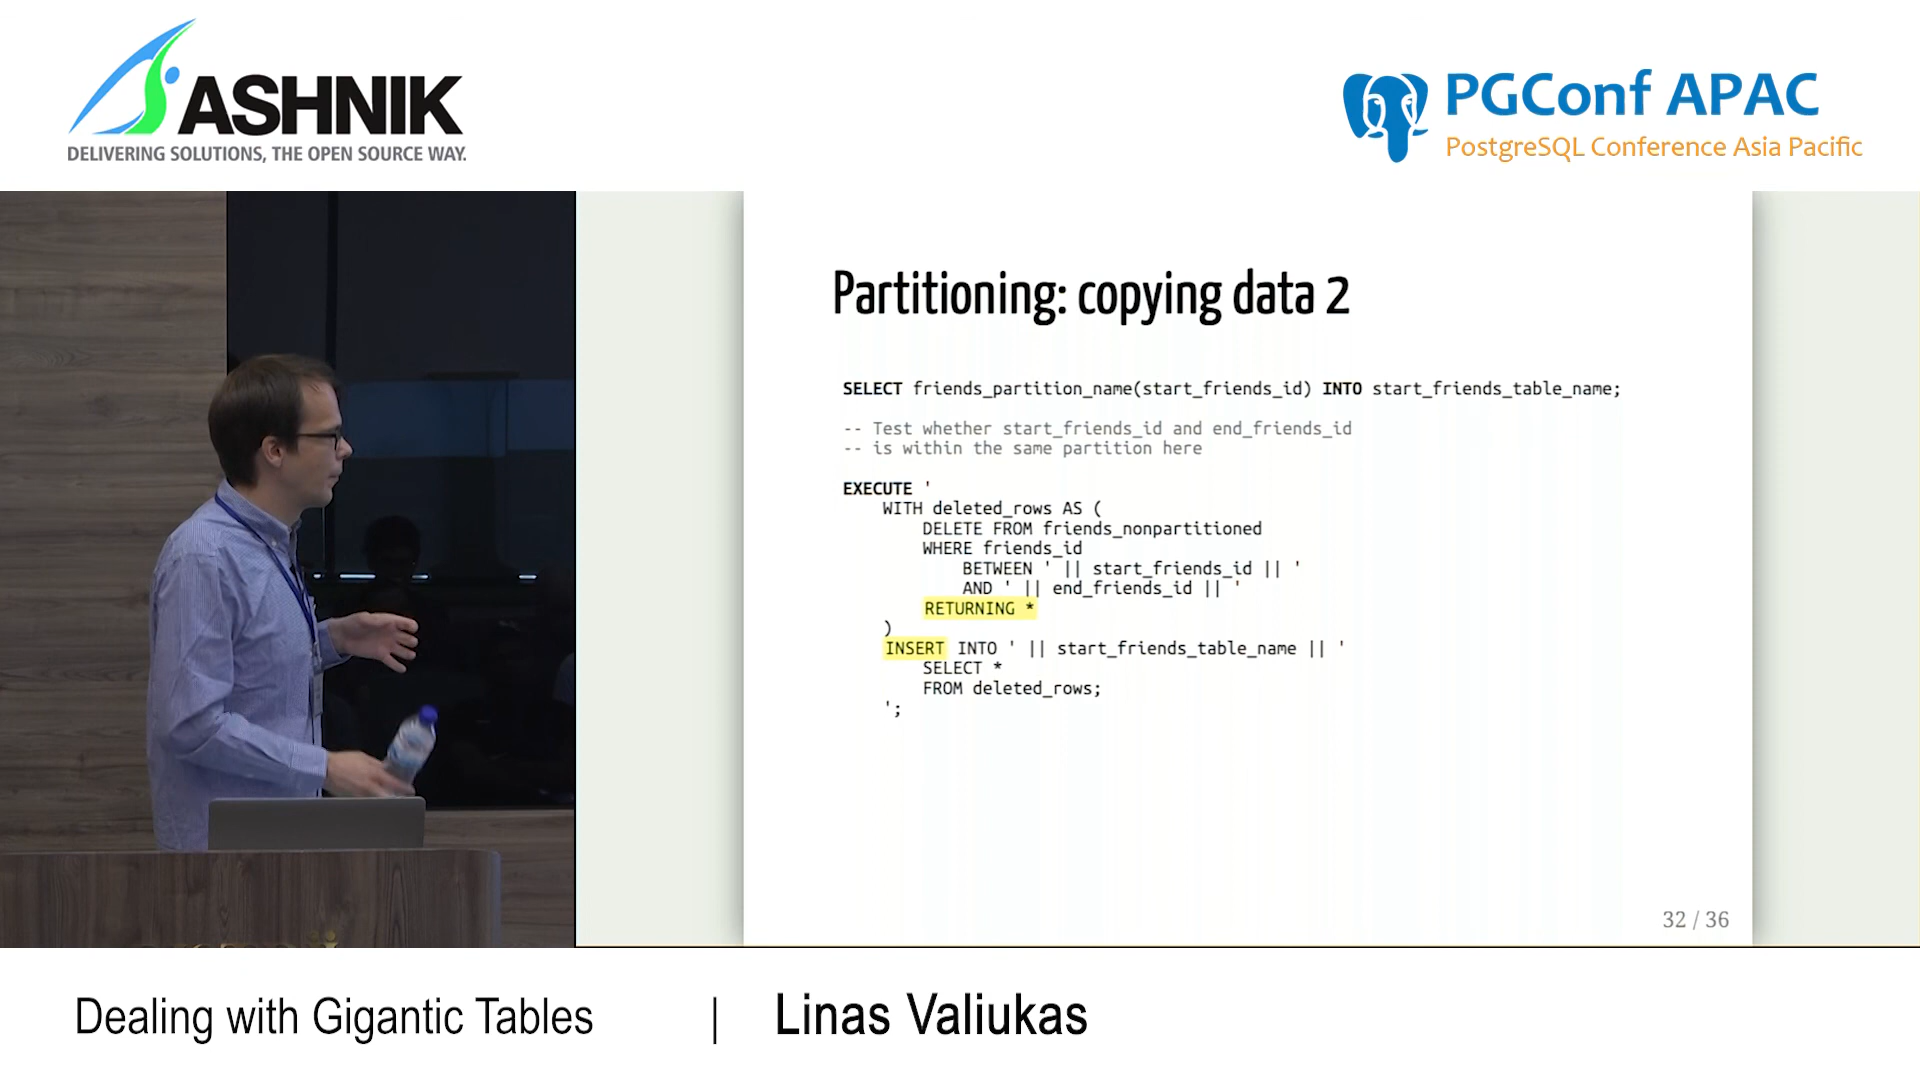 ASHNIK
DELIVERING SOLUTIONS, THE OPEN SOURCE WAY.
PGConf APAC
PostgreSQL Conference Asia Pacific
Partitioning: copying data 2
SELECT friends_partition_name(start_friends_id) INTO start_friends_table_name;
-- Test whether start_friends_id and end_friends_id
-- is within the same partition here
EXECUTE '
WITH deleted_rows AS (
DELETE FROM friends_nonpartitioned
WHERE friends_id
BETWEEN ' || start_friends_id || '
AND ' || end_friends_id || '
RETURNING *
)
INSERT INTO ' || start_friends_table_name || '
SELECT *
FROM deleted_rows;
';
32 / 36
Dealing with Gigantic Tables | Linas Valiukas